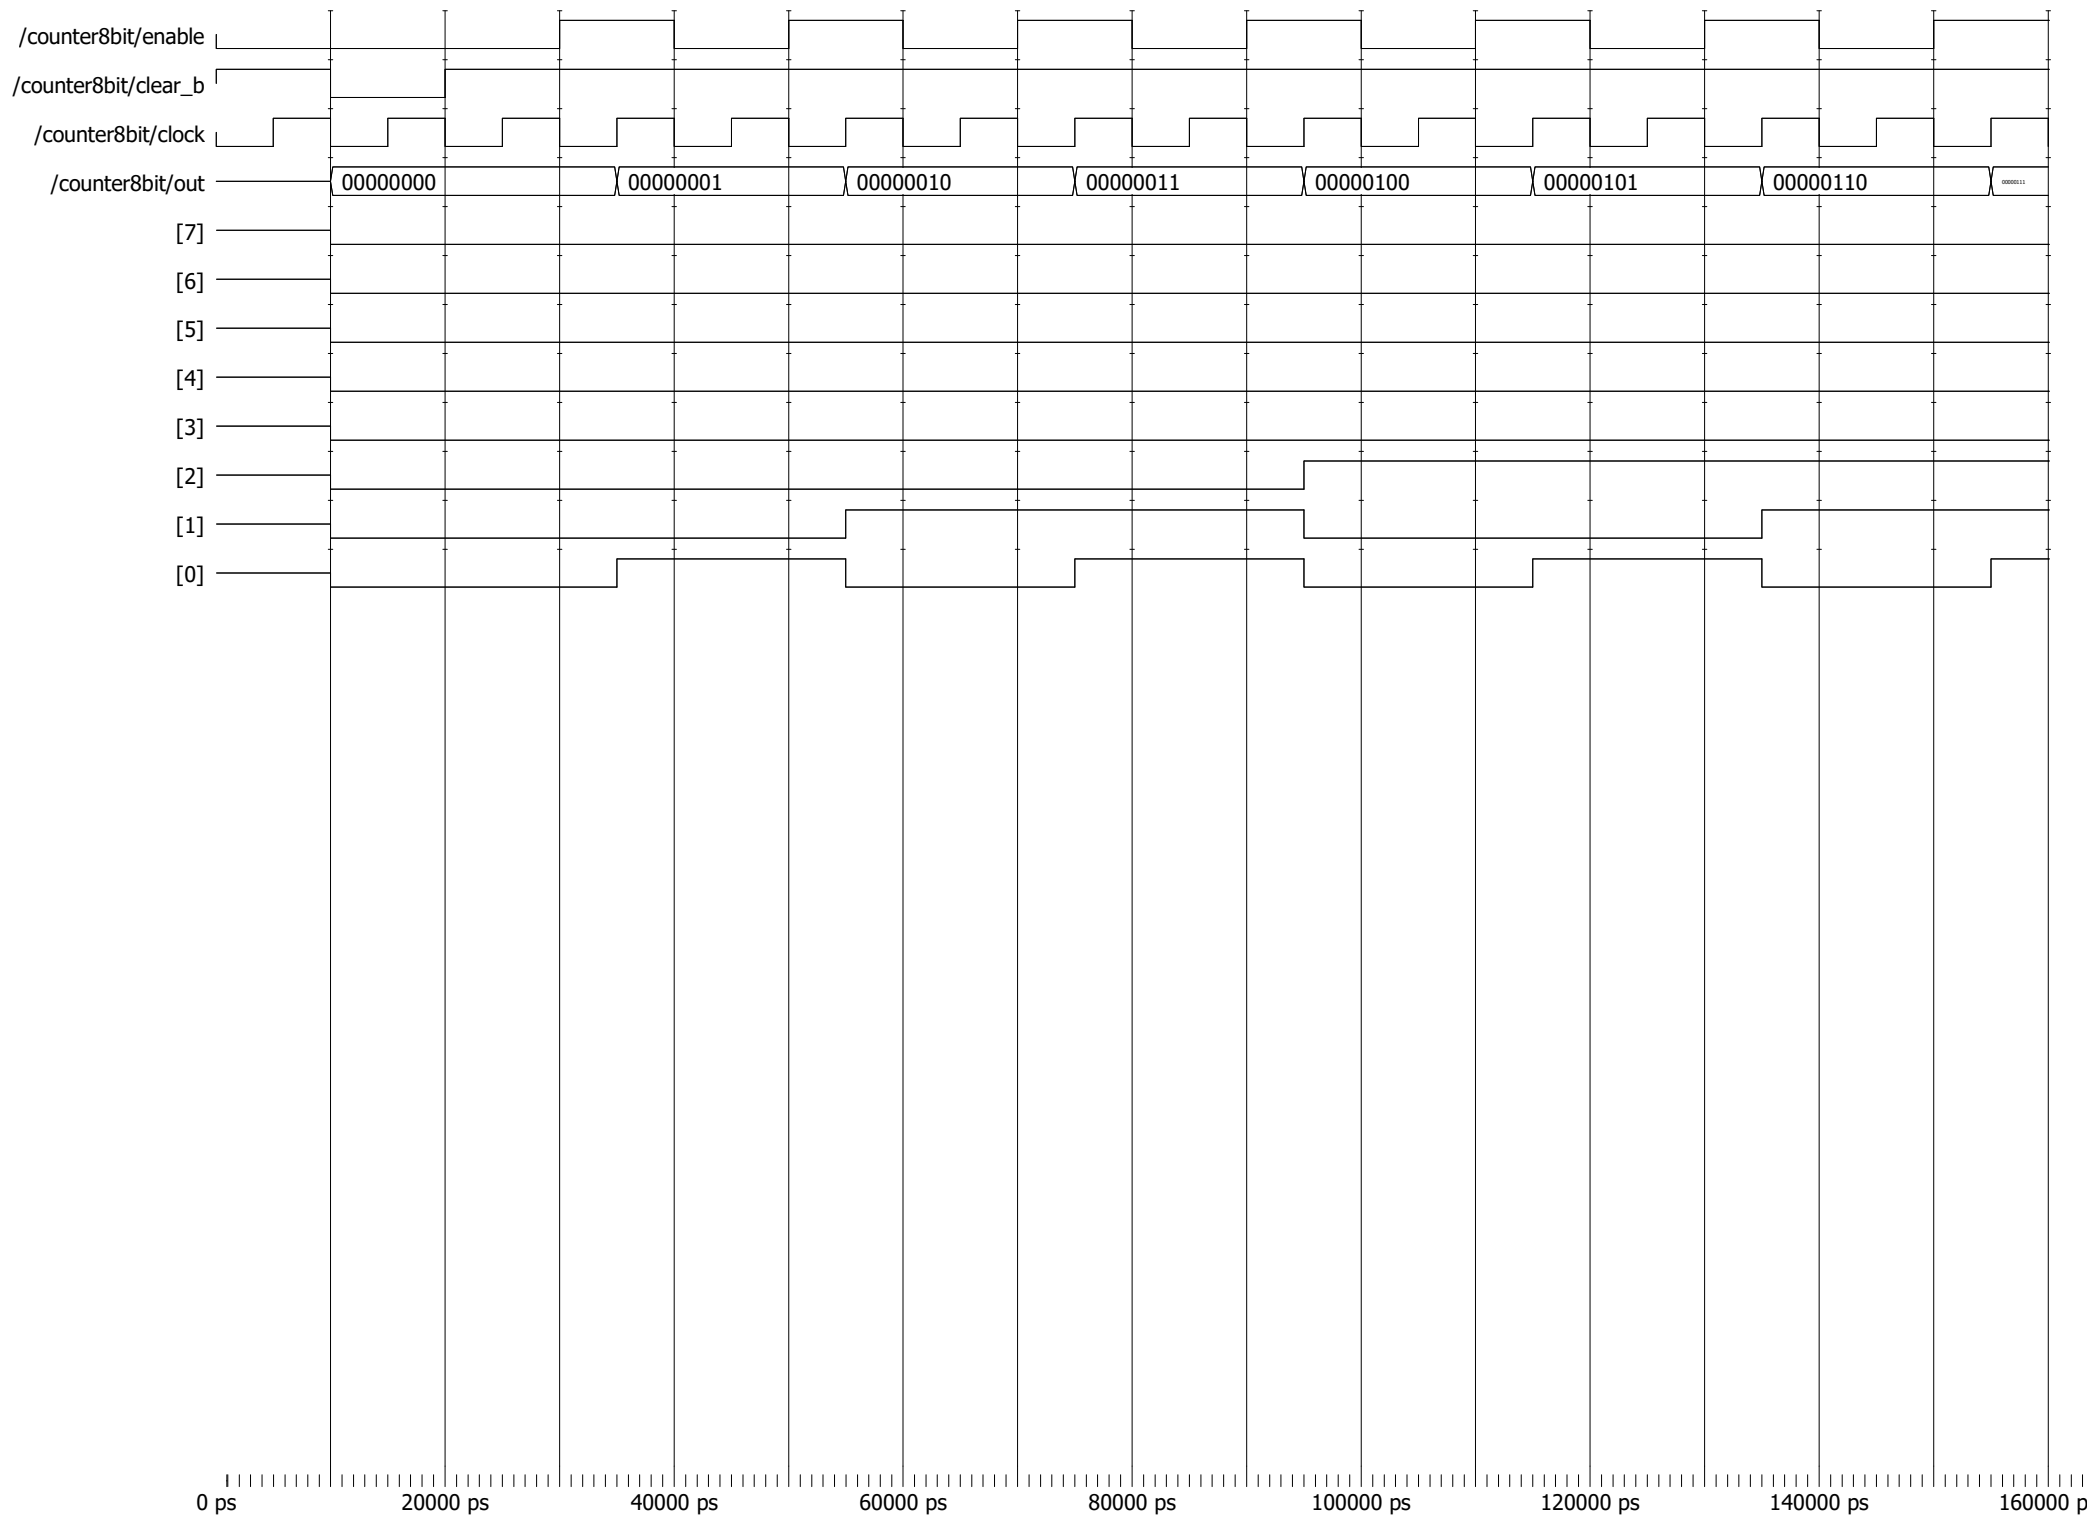 /counter8bit/enable
/counter8bit/clear_b
/counter8bit/clock
/counter8bit/out 00000000 00000001 00000010 00000011 00000100 00000101 00000110 00000111
[7]
[6]
[5]
[4]
[3]
[2]
[1]
[0]
0 ps 20000 ps 40000 ps 60000 ps 80000 ps 100000 ps 120000 ps 140000 ps 160000 p